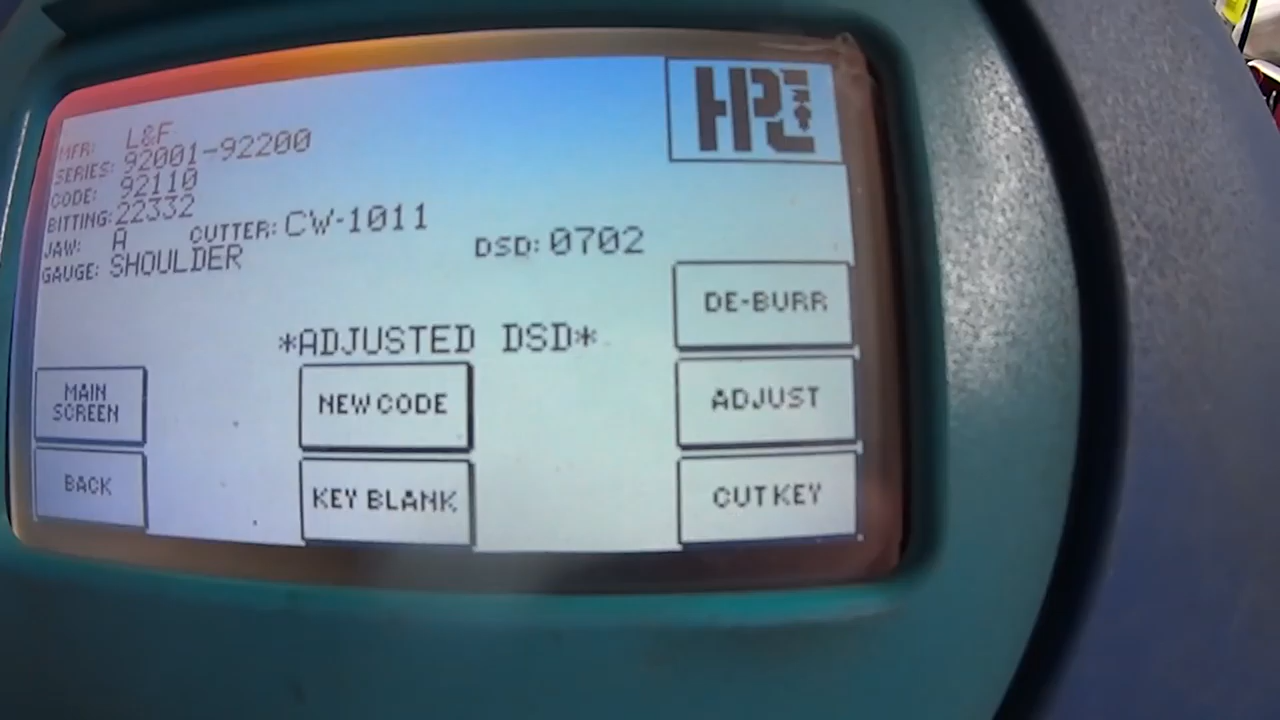 HPC
MFR: L&F
SERIES: 92001-92200
CODE: 92110
BITTING: 22332
JAW: A CUTTER: CW-1011 DSD: 0702
GAUGE: SHOULDER
DE-BURR
*ADJUSTED DSD*
MAIN SCREEN
NEW CODE
ADJUST
BACK
KEY BLANK
CUT KEY